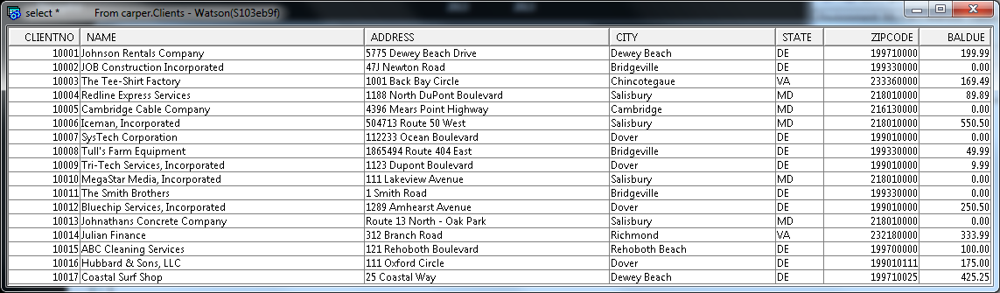 select * From carper.Clients - Watson(S103eb9f)
CLIENTNO NAME ADDRESS CITY STATE ZIPCODE BALDUE
10001 Johnson Rentals Company 5775 Dewey Beach Drive Dewey Beach DE 199710000 199.99
10002 JOB Construction Incorporated 47J Newton Road Bridgeville DE 199330000 0.00
10003 The Tee-Shirt Factory 1001 Back Bay Circle Chincotegaue VA 233360000 169.49
10004 Redline Express Services 1188 North DuPont Boulevard Salisbury MD 218010000 89.89
10005 Cambridge Cable Company 4396 Mears Point Highway Cambridge MD 216130000 0.00
10006 Iceman, Incorporated 504713 Route 50 West Salisbury MD 218010000 550.50
10007 SysTech Corporation 112233 Ocean Boulevard Dover DE 199010000 0.00
10008 Tull's Farm Equipment 1865494 Route 404 East Bridgeville DE 199330000 49.99
10009 Tri-Tech Services, Incorporated 1123 Dupont Boulevard Dover DE 199010000 9.99
10010 MegaStar Media, Incorporated 111 Lakeview Avenue Salisbury MD 218010000 0.00
10011 The Smith Brothers 1 Smith Road Bridgeville DE 199330000 0.00
10012 Bluechip Services, Incorporated 1289 Amhearst Avenue Dover DE 199010000 250.50
10013 Johnathans Concrete Company Route 13 North - Oak Park Salisbury MD 218010000 0.00
10014 Julian Finance 312 Branch Road Richmond VA 232180000 333.99
10015 ABC Cleaning Services 121 Rehoboth Boulevard Rehoboth Beach DE 199700000 100.00
10016 Hubbard & Sons, LLC 111 Oxford Circle Dover DE 199010111 175.00
10017 Coastal Surf Shop 25 Coastal Way Dewey Beach DE 199710025 425.25